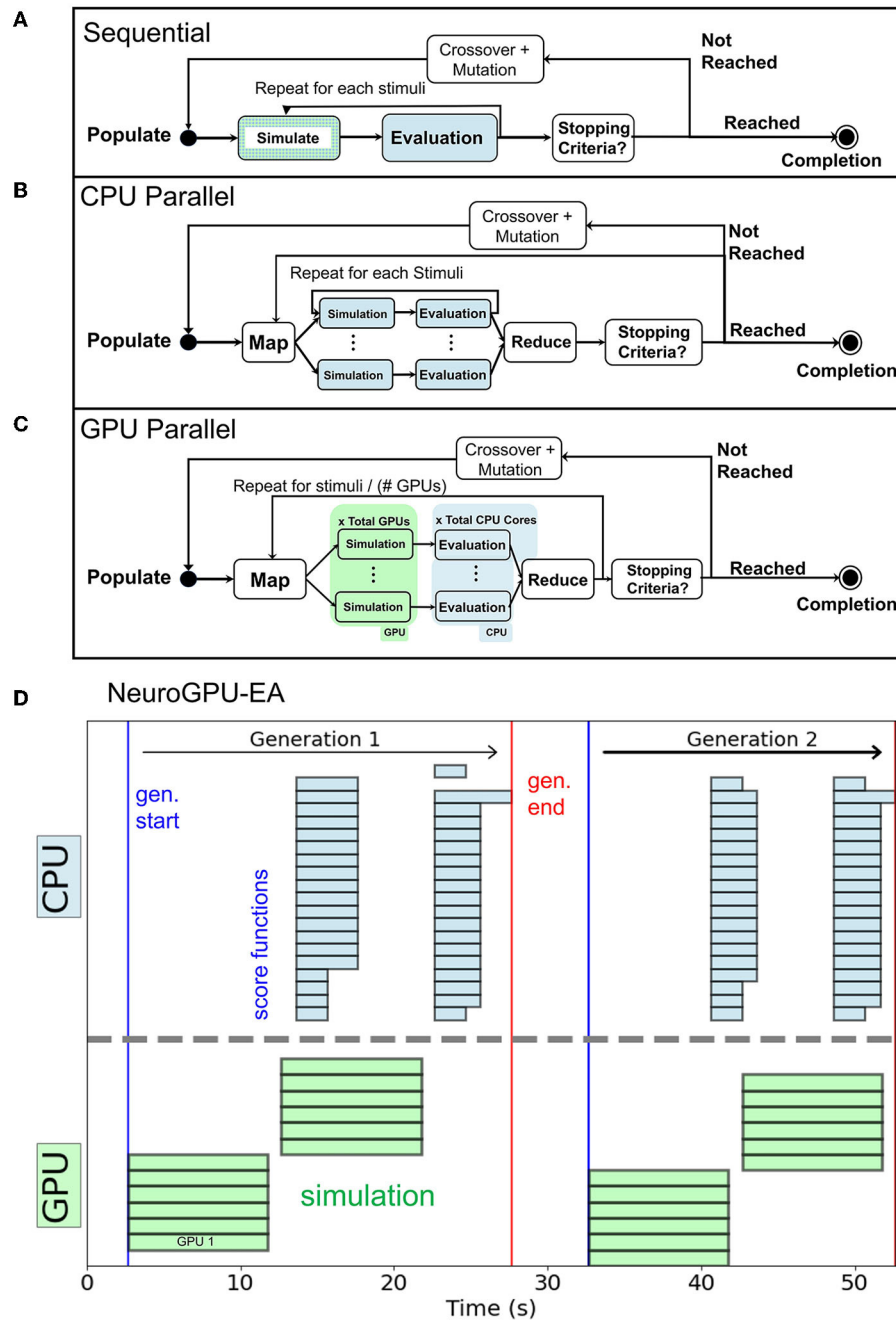 A
Sequential
Crossover +
Mutation
Not
Reached
Repeat for each stimuli
Populate
Simulate
Evaluation
Stopping
Criteria?
Reached
Completion
B
CPU Parallel
Crossover +
Mutation
Not
Reached
Repeat for each Stimuli
Populate
Map
Simulation
Evaluation
Simulation
Evaluation
Reduce
Stopping
Criteria?
Reached
Completion
C
GPU Parallel
Crossover +
Mutation
Not
Reached
Repeat for stimuli / (# GPUs)
x Total GPUs
x Total CPU Cores
Populate
Map
Simulation
Evaluation
Simulation
Evaluation
GPU
CPU
Reduce
Stopping
Criteria?
Reached
Completion
D
NeuroGPU-EA
Generation 1
Generation 2
gen.
start
gen.
end
CPU
score functions
GPU
simulation
GPU 1
0 10 20 30 40 50
Time (s)